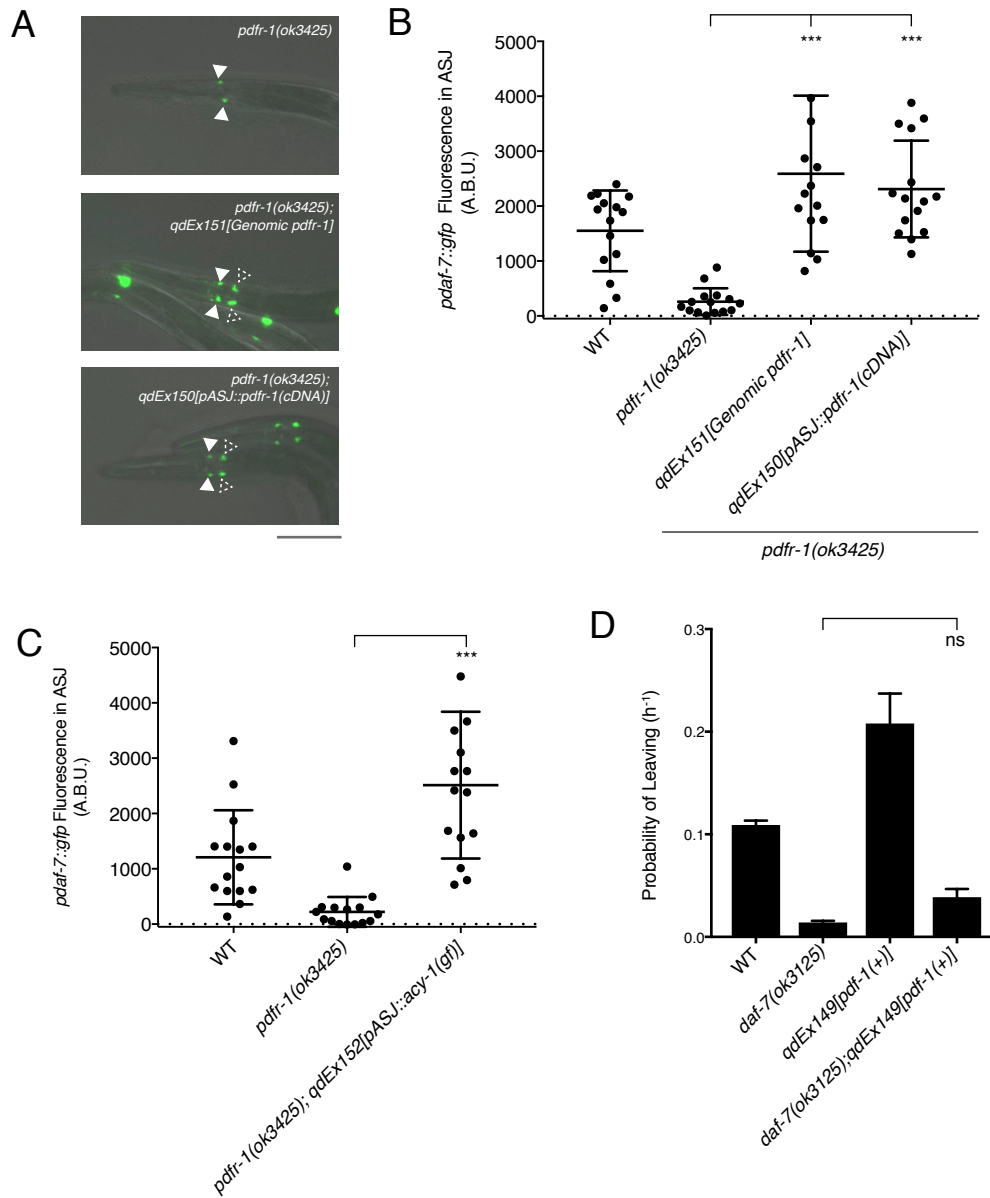 A
pdfr-1(ok3425)
pdfr-1(ok3425);
qdEx151[Genomic pdfr-1]
pdfr-1(ok3425);
qdEx150[pASJ::pdfr-1(cDNA)]
B
pdaf-7::gfp Fluorescence in ASJ
(A.B.U.)
5000
4000
3000
2000
1000
0
***
***
WT
pdfr-1(ok3425)
qdEx151[Genomic pdfr-1]
qdEx150[pASJ::pdfr-1(cDNA)]
pdfr-1(ok3425)
C
pdaf-7::gfp Fluorescence in ASJ
(A.B.U.)
5000
4000
3000
2000
1000
0
***
WT
pdfr-1(ok3425)
pdfr-1(ok3425); qdEx152[pASJ::acy-1(gf)]
D
Probability of Leaving (h-1)
0.3
0.2
0.1
0.0
ns
WT
daf-7(ok3125)
qdEx149[pdf-1(+)]
daf-7(ok3125);qdEx149[pdf-1(+)]